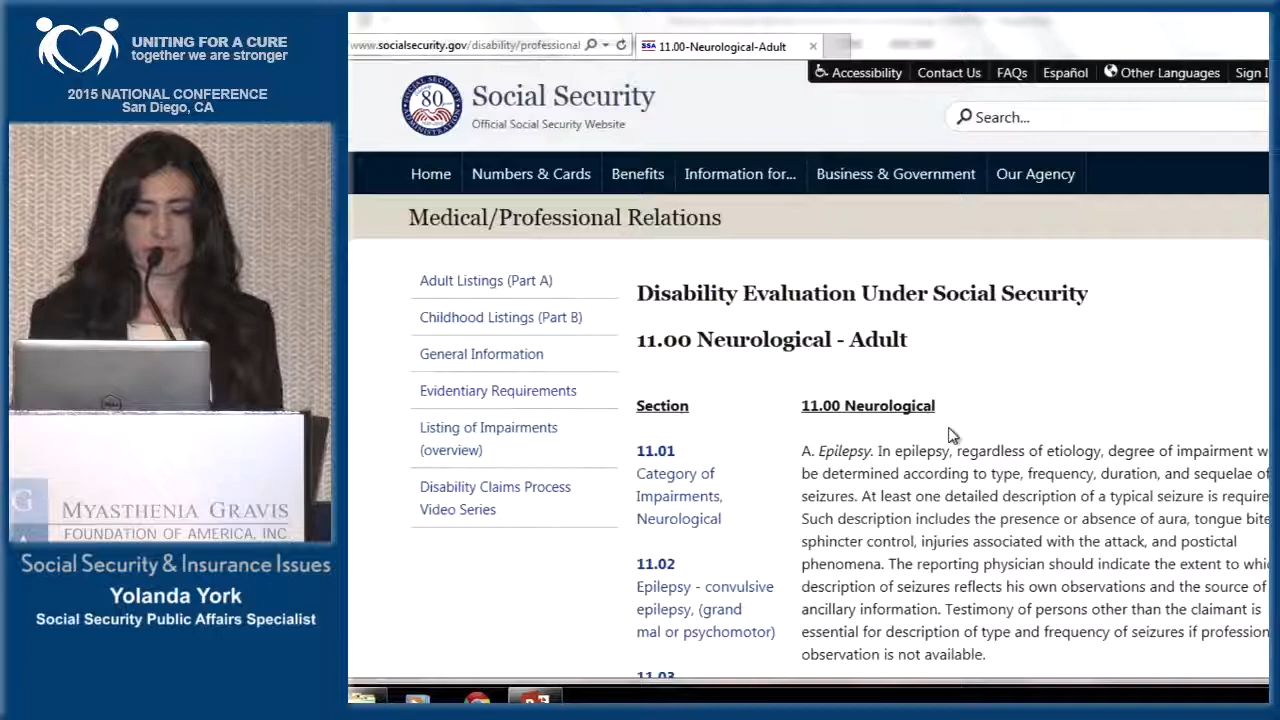 UNITING FOR A CURE
together we are stronger
2015 NATIONAL CONFERENCE
San Diego, CA
MYASTHENIA GRAVIS
FOUNDATION OF AMERICA, INC
Social Security & Insurance Issues
Yolanda York
Social Security Public Affairs Specialist
www.socialsecurity.gov/disability/professional
SSA 11.00-Neurological-Adult
Accessibility Contact Us FAQs Español Other Languages Sign I
80
Social Security
Official Social Security Website
Search...
Home Numbers & Cards Benefits Information for... Business & Government Our Agency
Medical/Professional Relations
Adult Listings (Part A)
Childhood Listings (Part B)
General Information
Evidentiary Requirements
Listing of Impairments
(overview)
Disability Claims Process
Video Series
Disability Evaluation Under Social Security
11.00 Neurological - Adult
Section
11.01
Category of
Impairments,
Neurological
11.02
Epilepsy - convulsive
epilepsy, (grand
mal or psychomotor)
11.03
11.00 Neurological
A. Epilepsy. In epilepsy, regardless of etiology, degree of impairment w
be determined according to type, frequency, duration, and sequelae of
seizures. At least one detailed description of a typical seizure is require
Such description includes the presence or absence of aura, tongue bite
sphincter control, injuries associated with the attack, and postictal
phenomena. The reporting physician should indicate the extent to whic
description of seizures reflects his own observations and the source of
ancillary information. Testimony of persons other than the claimant is
essential for description of type and frequency of seizures if profession
observation is not available.